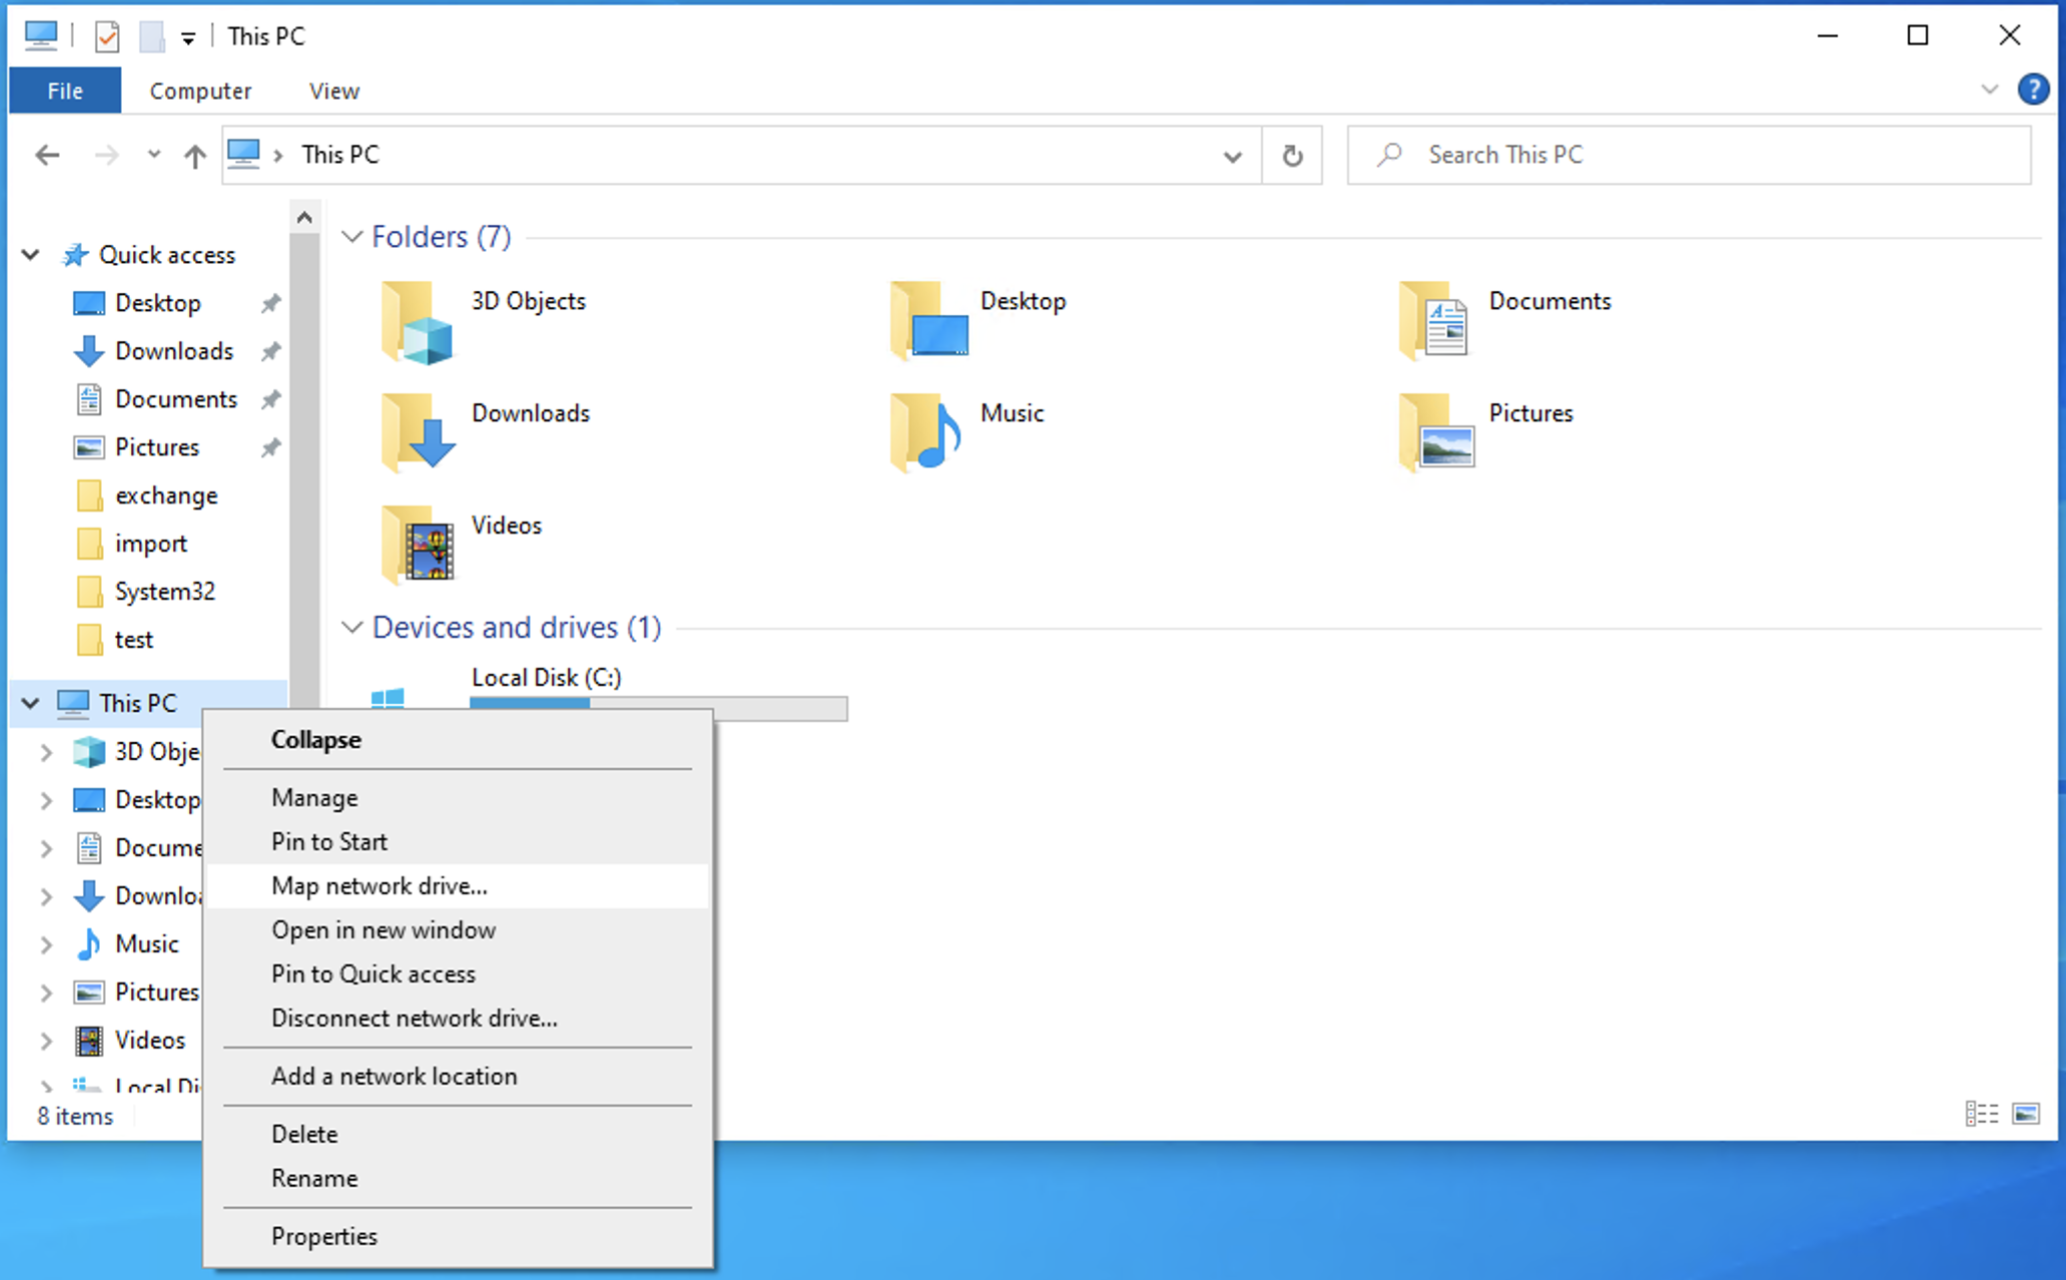 This PC
File Computer View
This PC
Search This PC
Quick access
Desktop
Downloads
Documents
Pictures
exchange
import
System32
test
This PC
3D Obje
Desktop
Docume
Downloa
Music
Pictures
Videos
Local Di
8 items
Folders (7)
3D Objects
Desktop
Documents
Downloads
Music
Pictures
Videos
Devices and drives (1)
Local Disk (C:)
Collapse
Manage
Pin to Start
Map network drive...
Open in new window
Pin to Quick access
Disconnect network drive...
Add a network location
Delete
Rename
Properties